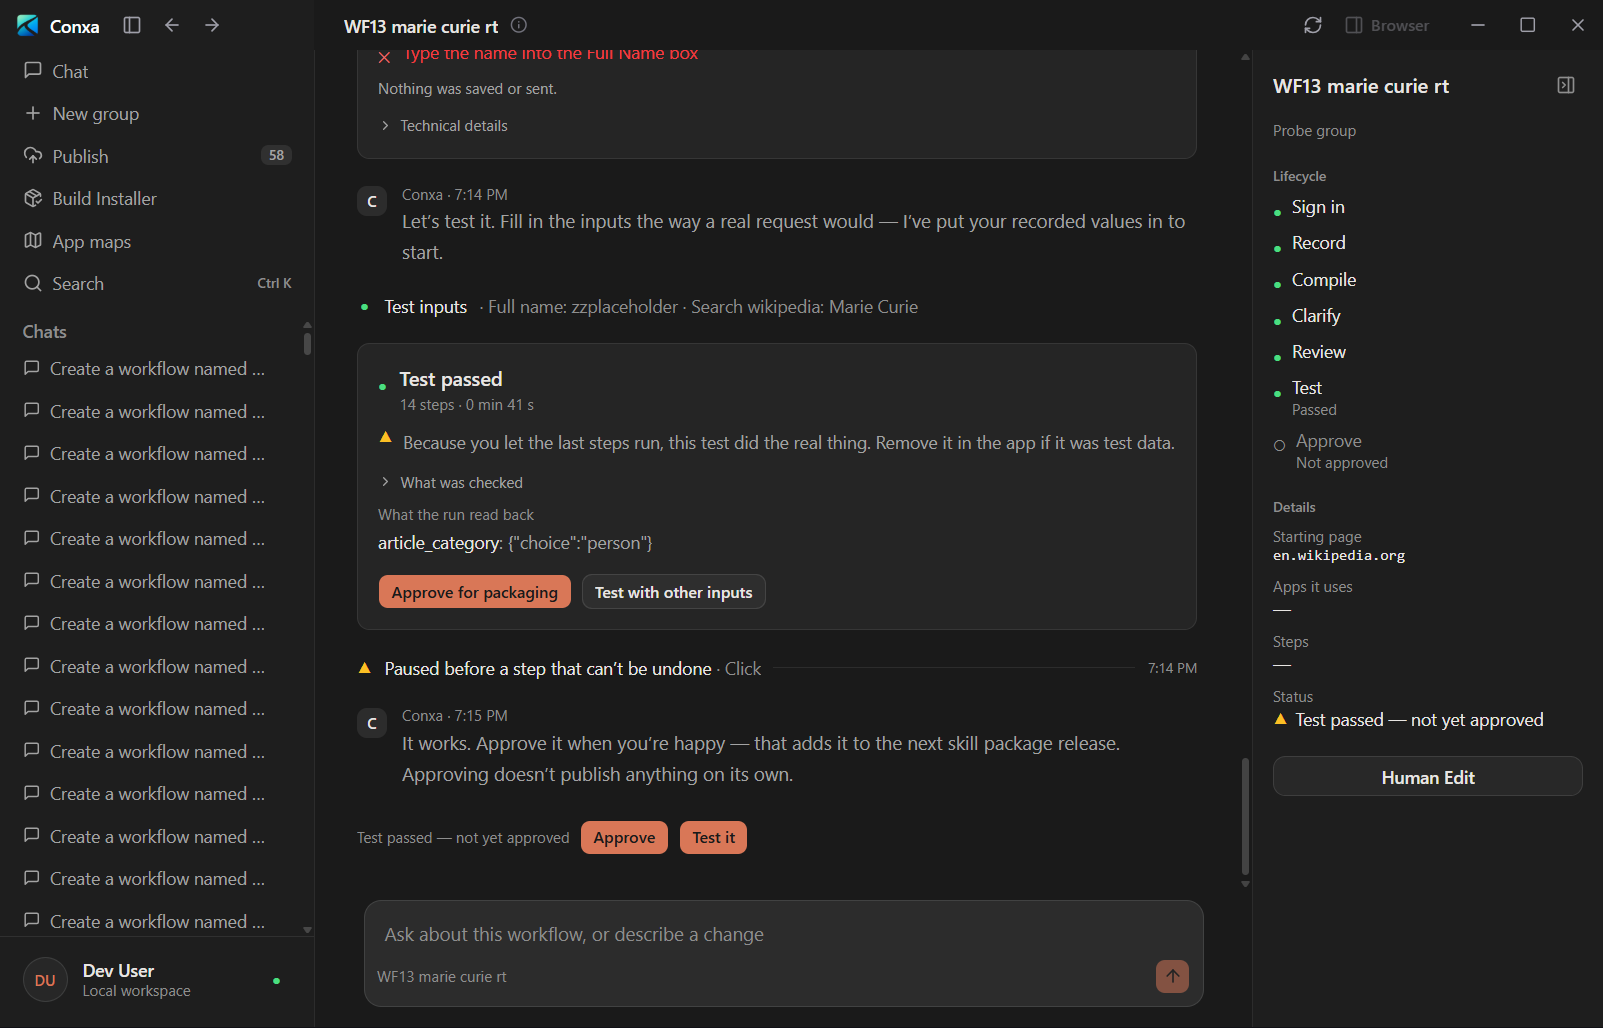 Conxa
WF13 marie curie rt
Browser
Chat
New group
Publish
58
Build Installer
App maps
Search
Ctrl K
Chats
Create a workflow named ...
Create a workflow named ...
Create a workflow named ...
Create a workflow named ...
Create a workflow named ...
Create a workflow named ...
Create a workflow named ...
Create a workflow named ...
Create a workflow named ...
Create a workflow named ...
Create a workflow named ...
Create a workflow named ...
Create a workflow named ...
Create a workflow named ...
DU
Dev User
Local workspace
Type the name into the Full Name box
Nothing was saved or sent.
Technical details
C
Conxa · 7:14 PM
Let’s test it. Fill in the inputs the way a real request would — I’ve put your recorded values in to
start.
Test inputs · Full name: zzplaceholder · Search wikipedia: Marie Curie
Test passed
14 steps · 0 min 41 s
Because you let the last steps run, this test did the real thing. Remove it in the app if it was test data.
What was checked
What the run read back
article_category: {"choice":"person"}
Approve for packaging
Test with other inputs
Paused before a step that can’t be undone · Click
7:14 PM
C
Conxa · 7:15 PM
It works. Approve it when you’re happy — that adds it to the next skill package release.
Approving doesn’t publish anything on its own.
Test passed — not yet approved
Approve
Test it
Ask about this workflow, or describe a change
WF13 marie curie rt
WF13 marie curie rt
Probe group
Lifecycle
Sign in
Record
Compile
Clarify
Review
Test
Passed
Approve
Not approved
Details
Starting page
en.wikipedia.org
Apps it uses
—
Steps
—
Status
Test passed — not yet approved
Human Edit